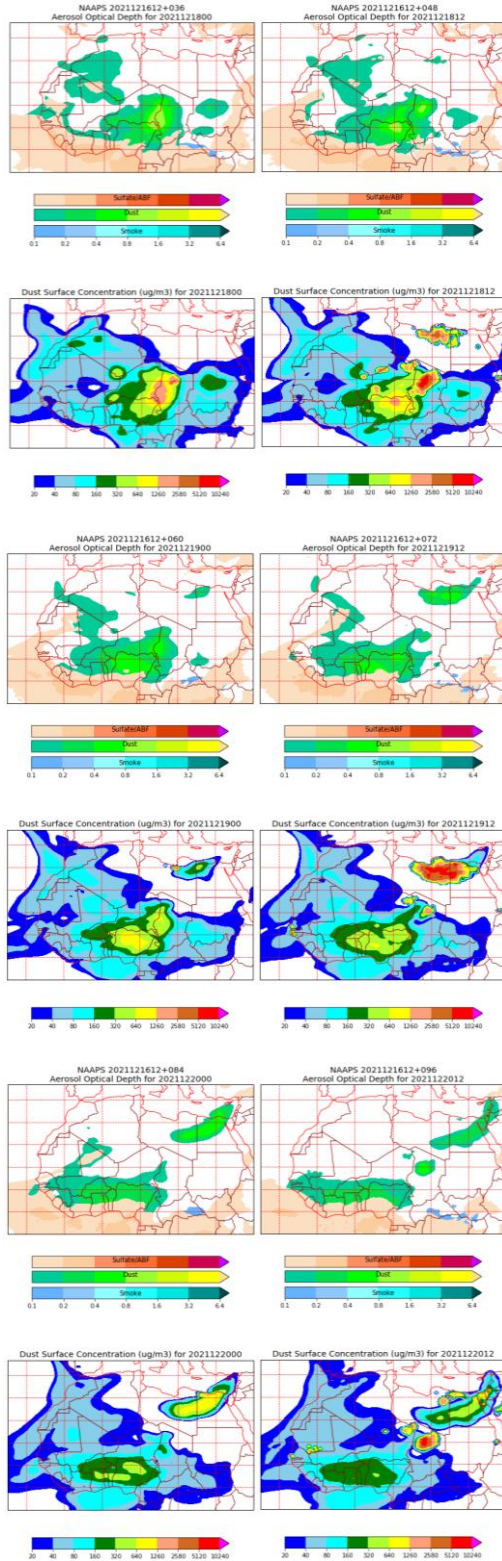 NAAPS 2021121612+036
Aerosol Optical Depth for 2021121800
NAAPS 2021121612+048
Aerosol Optical Depth for 2021121812
Sulfate/ABF
Dust
Smoke
0.1 0.2 0.4 0.8 1.6 3.2 6.4
Sulfate/ABF
Dust
Smoke
0.1 0.2 0.4 0.8 1.6 3.2 6.4
Dust Surface Concentration (ug/m3) for 2021121800
Dust Surface Concentration (ug/m3) for 2021121812
20 40 80 160 320 640 1260 2580 5120 10240
20 40 80 160 320 640 1260 2580 5120 10240
NAAPS 2021121612+060
Aerosol Optical Depth for 2021121900
NAAPS 2021121612+072
Aerosol Optical Depth for 2021121912
Sulfate/ABF
Dust
Smoke
0.1 0.2 0.4 0.8 1.6 3.2 6.4
Sulfate/ABF
Dust
Smoke
0.1 0.2 0.4 0.8 1.6 3.2 6.4
Dust Surface Concentration (ug/m3) for 2021121900
Dust Surface Concentration (ug/m3) for 2021121912
20 40 80 160 320 640 1260 2580 5120 10240
20 40 80 160 320 640 1260 2580 5120 10240
NAAPS 2021121612+084
Aerosol Optical Depth for 2021122000
NAAPS 2021121612+096
Aerosol Optical Depth for 2021122012
Sulfate/ABF
Dust
Smoke
0.1 0.2 0.4 0.8 1.6 3.2 6.4
Sulfate/ABF
Dust
Smoke
0.1 0.2 0.4 0.8 1.6 3.2 6.4
Dust Surface Concentration (ug/m3) for 2021122000
Dust Surface Concentration (ug/m3) for 2021122012
20 40 80 160 320 640 1260 2580 5120 10240
20 40 80 160 320 640 1260 2580 5120 10240